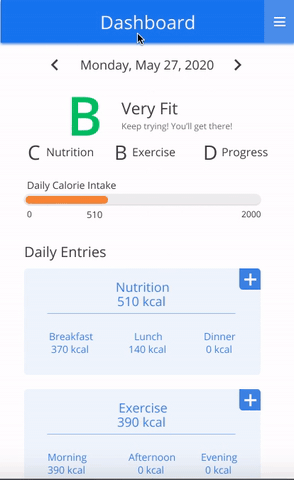 Dashboard
Monday, May 27, 2020
B
Very Fit
Keep trying! You'll get there!
C Nutrition B Exercise D Progress
Daily Calorie Intake
0 510 2000
Daily Entries
Nutrition
510 kcal
Breakfast Lunch Dinner
370 kcal 140 kcal 0 kcal
Exercise
390 kcal
Morning Afternoon Evening
390 kcal 0 kcal 0 kcal